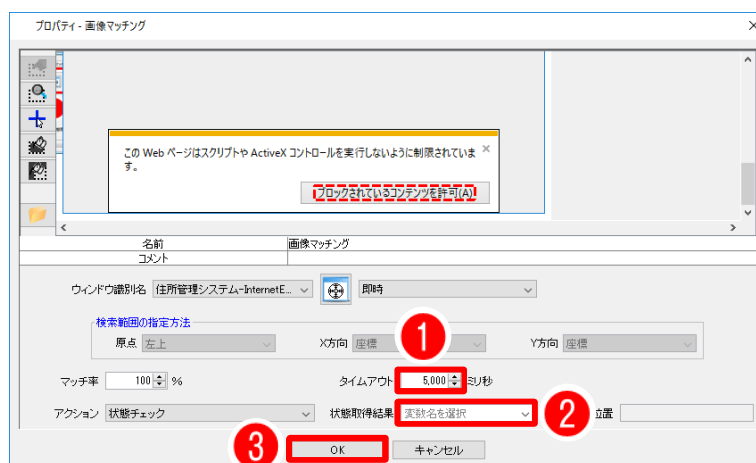 プロパティ - 画像マッチング
この Web ページはスクリプトや ActiveX コントロールを実行しないように制限されていま
す。
ブロックされているコンテンツを許可(A)
名前 画像マッチング
コメント
ウィンドウ識別名 住所管理システム-InternetE... 即時
検索範囲の指定方法
原点 左上 X方向 座標 Y方向 座標
1
マッチ率 100 % タイムアウト 5,000 ミリ秒
アクション 状態チェック 状態取得結果 変数名を選択 2 位置
3 OK キャンセル